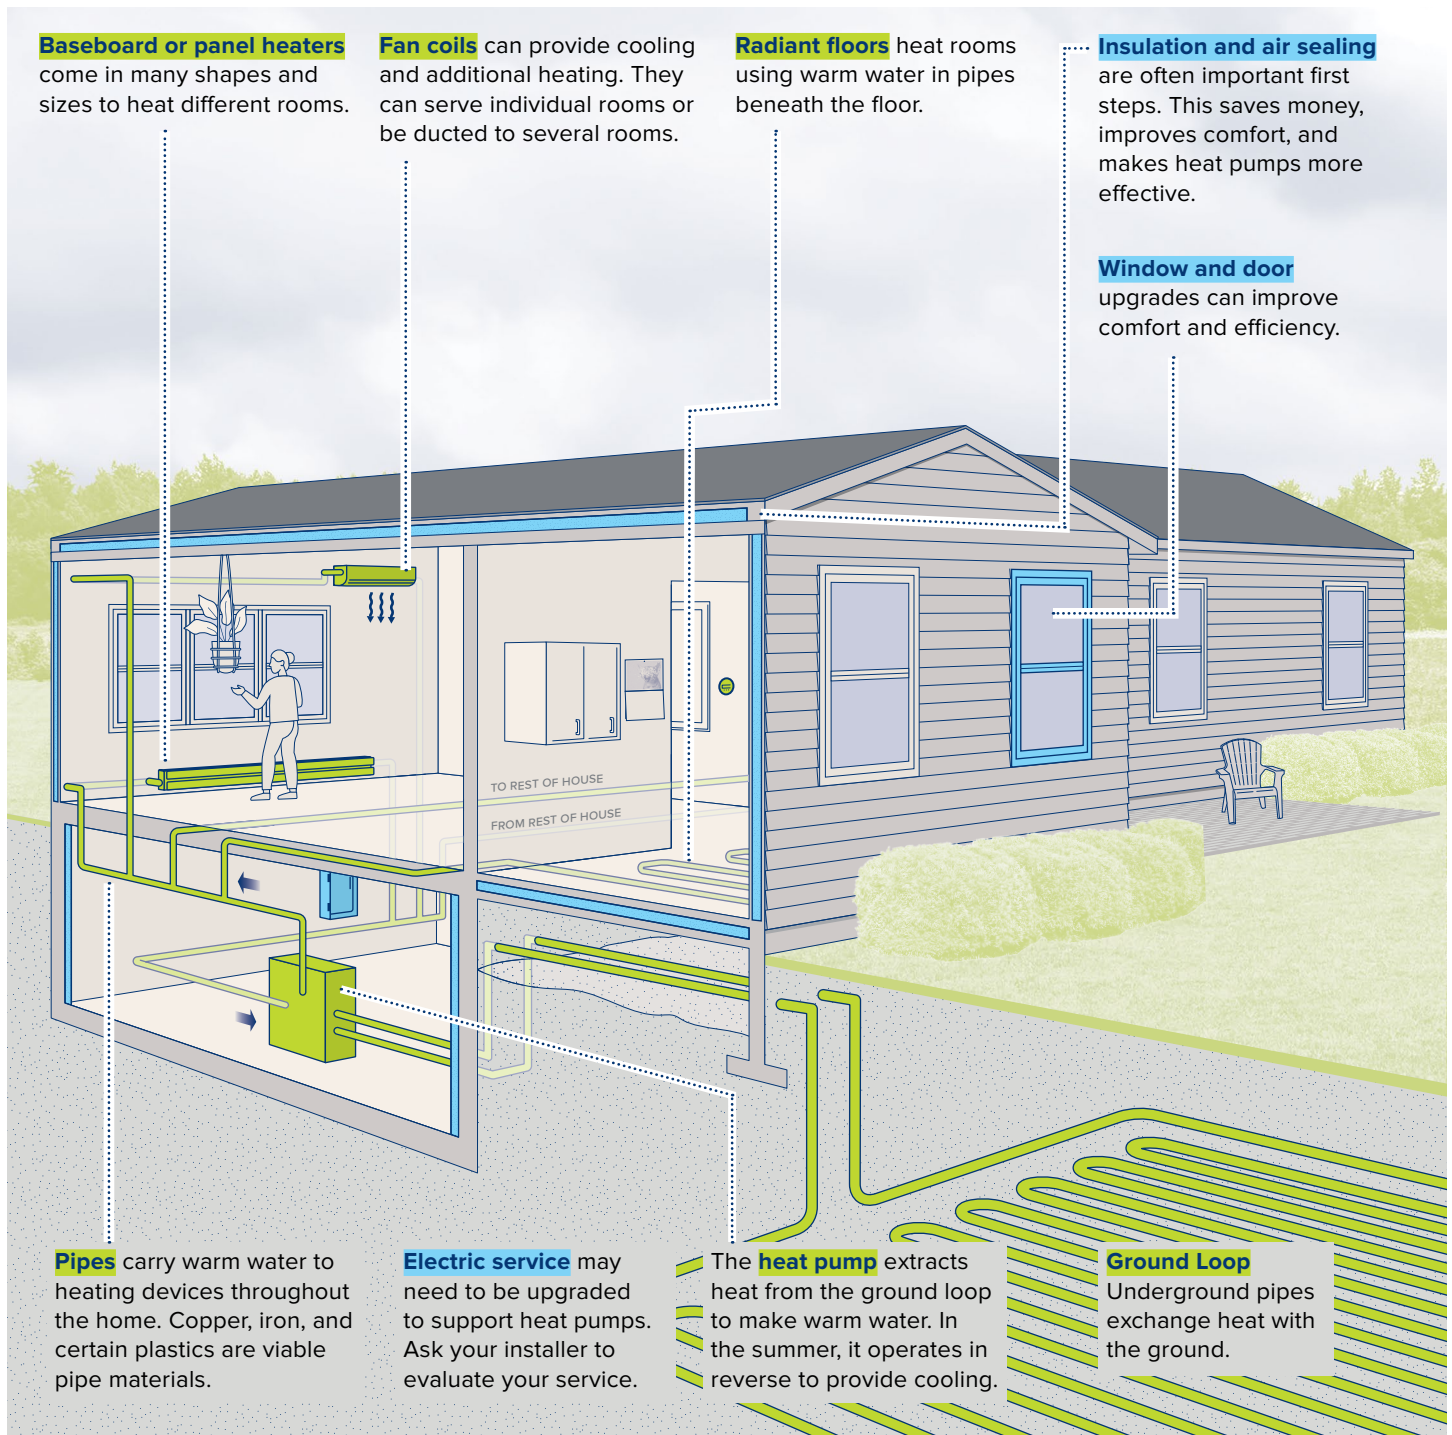 Baseboard or panel heaters
come in many shapes and
sizes to heat different rooms.
Fan coils can provide cooling
and additional heating. They
can serve individual rooms or
be ducted to several rooms.
Radiant floors heat rooms
using warm water in pipes
beneath the floor.
Insulation and air sealing
are often important first
steps. This saves money,
improves comfort, and
makes heat pumps more
effective.
Window and door
upgrades can improve
comfort and efficiency.
TO REST OF HOUSE
FROM REST OF HOUSE
Pipes carry warm water to
heating devices throughout
the home. Copper, iron, and
certain plastics are viable
pipe materials.
Electric service may
need to be upgraded
to support heat pumps.
Ask your installer to
evaluate your service.
The heat pump extracts
heat from the ground loop
to make warm water. In
the summer, it operates in
reverse to provide cooling.
Ground Loop
Underground pipes
exchange heat with
the ground.